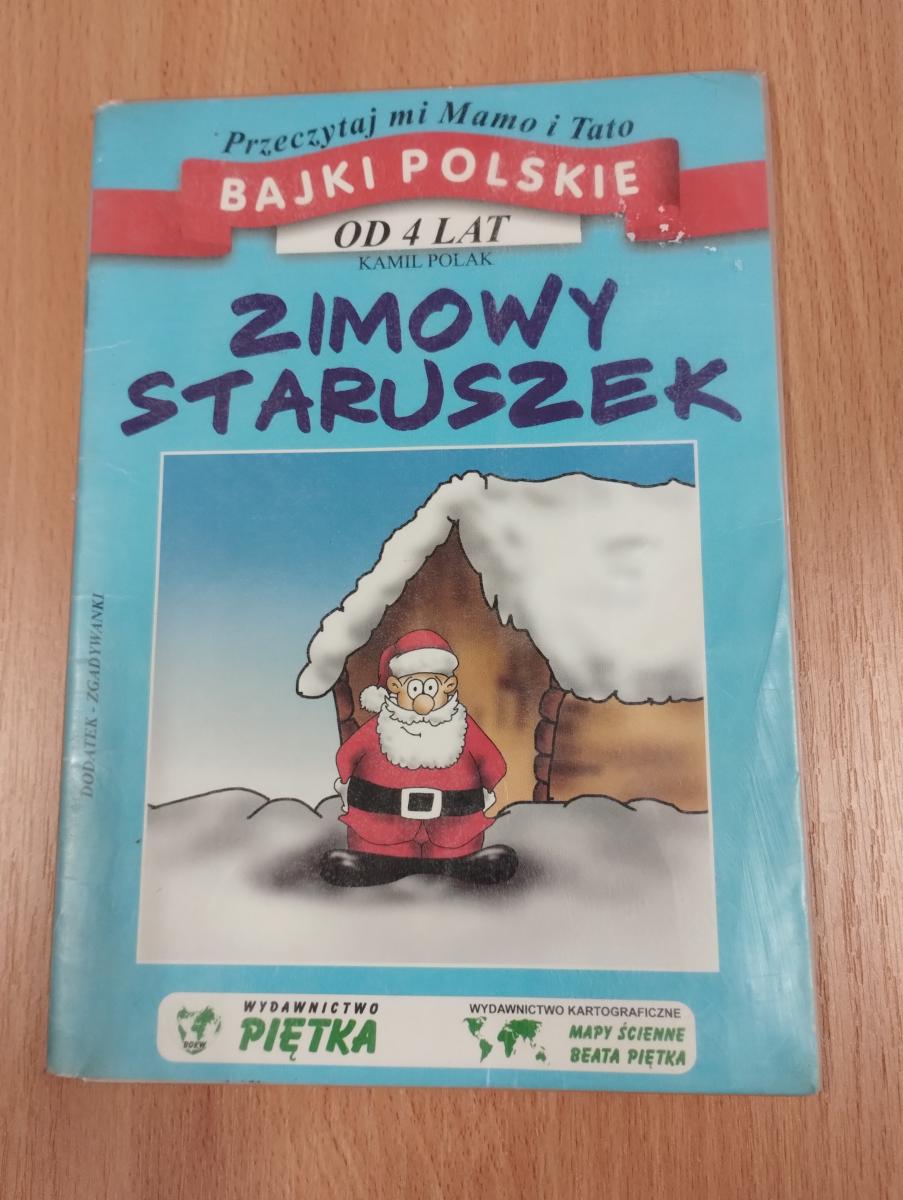 Przeczytaj mi Mamo i Tato
BAJKI POLSKIE
OD 4 LAT
KAMIL POLAK
ZIMOWY
STARUSZEK
DODATEK - ZGADYWANKI
WYDAWNICTWO
PIĘTKA
WYDAWNICTWO KARTOGRAFICZNE
MAPY ŚCIENNE
BEATA PIĘTKA